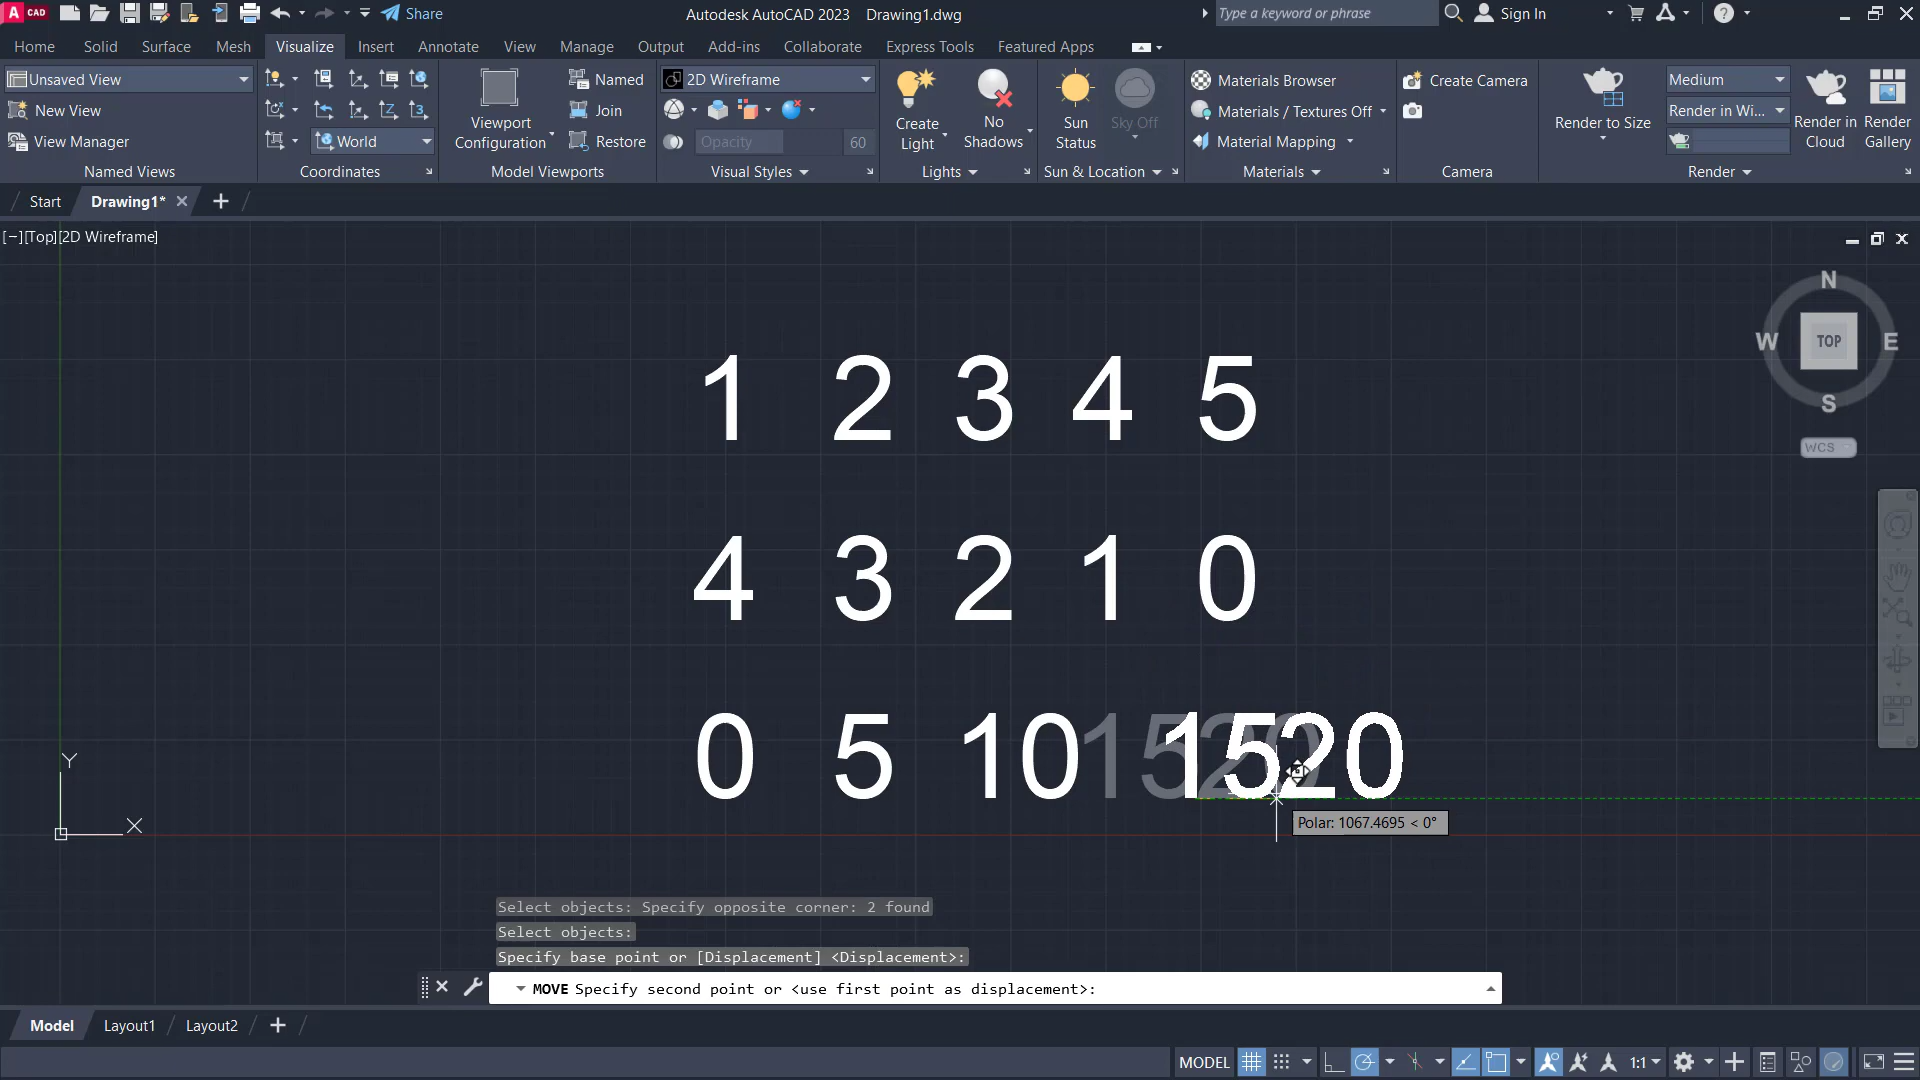 A CAD Share Autodesk AutoCAD 2023 Drawing1.dwg Type a keyword or phrase Sign In
Home Solid Surface Mesh Visualize Insert Annotate View Manage Output Add-ins Collaborate Express Tools Featured Apps
Unsaved View Named 2D Wireframe Materials Browser Create Camera Medium
New View Join Create Light No Shadows Sun Status Sky Off Materials / Textures Off Render to Size Render in Wi... Render in Cloud Render Gallery
View Manager World Viewport Configuration Restore Opacity 60 Material Mapping
Named Views Coordinates Model Viewports Visual Styles Lights Sun & Location Materials Camera Render
Start Drawing1* +
[−][Top][2D Wireframe]
N
W TOP E
S
WCS
1 2 3 4 5
4 3 2 1 0
0 5 10 15 20 15 20
Y
X
Polar: 1067.4695 < 0°
Select objects: Specify opposite corner: 2 found
Select objects:
Specify base point or [Displacement] <Displacement>:
MOVE Specify second point or <use first point as displacement>:
Model Layout1 Layout2 +
MODEL 1:1